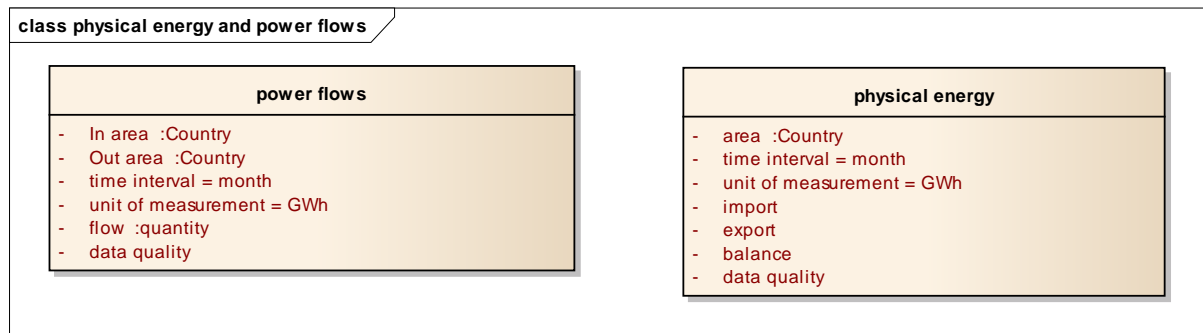 class physical energy and power flows
power flows
- In area :Country
- Out area :Country
- time interval = month
- unit of measurement = GWh
- flow :quantity
- data quality
physical energy
- area :Country
- time interval = month
- unit of measurement = GWh
- import
- export
- balance
- data quality